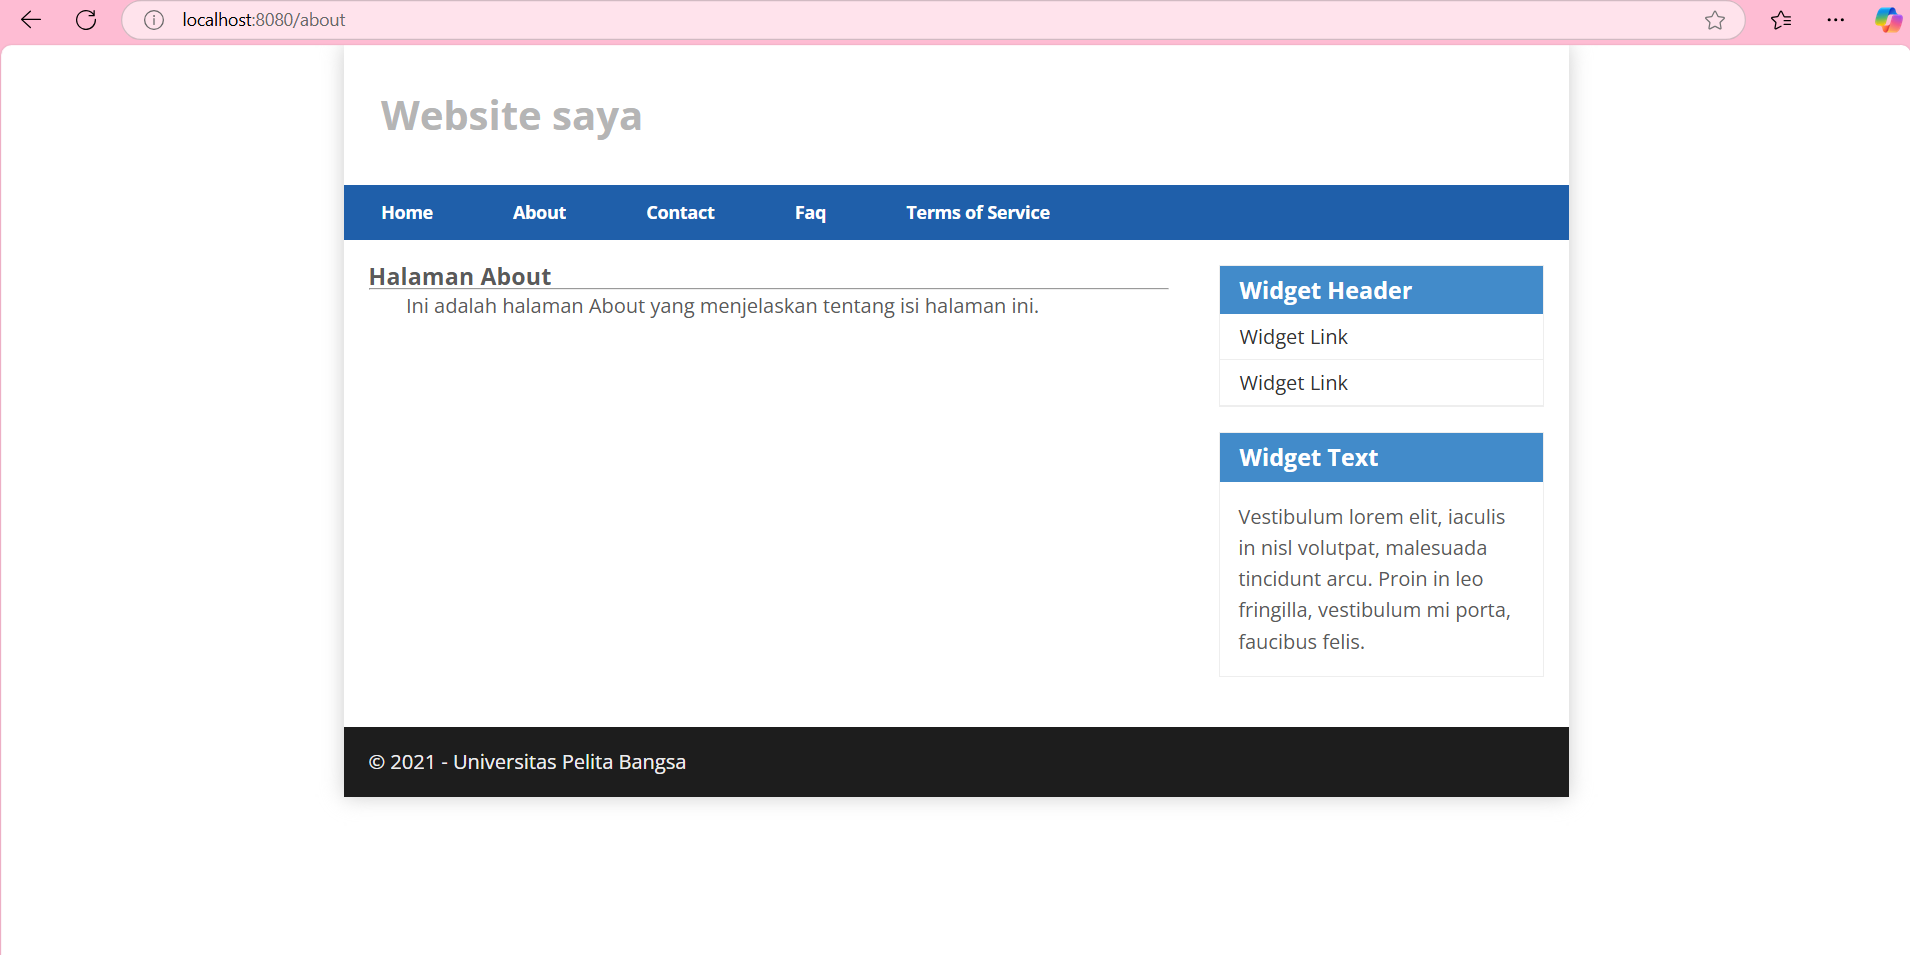 localhost:8080/about
Website saya
Home About Contact Faq Terms of Service
Halaman About
Ini adalah halaman About yang menjelaskan tentang isi halaman ini.
Widget Header
Widget Link
Widget Link
Widget Text
Vestibulum lorem elit, iaculis
in nisl volutpat, malesuada
tincidunt arcu. Proin in leo
fringilla, vestibulum mi porta,
faucibus felis.
© 2021 - Universitas Pelita Bangsa